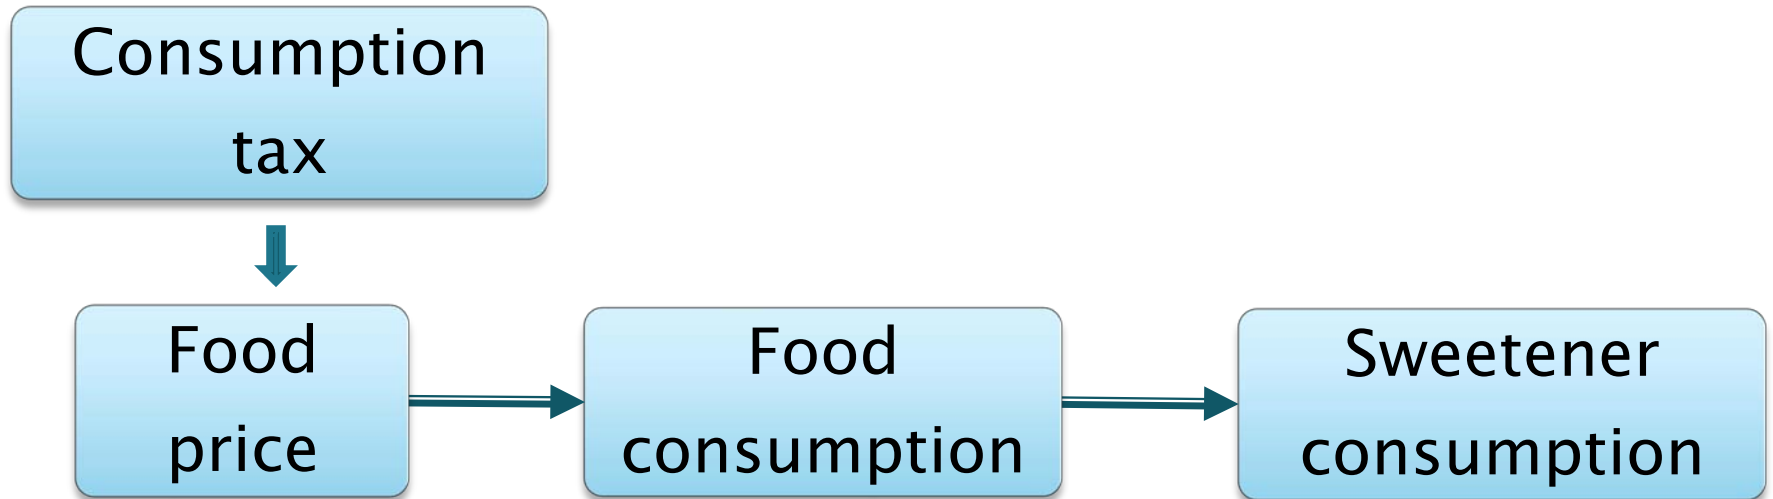 Consumption
tax
Food
price
Food
consumption
Sweetener
consumption